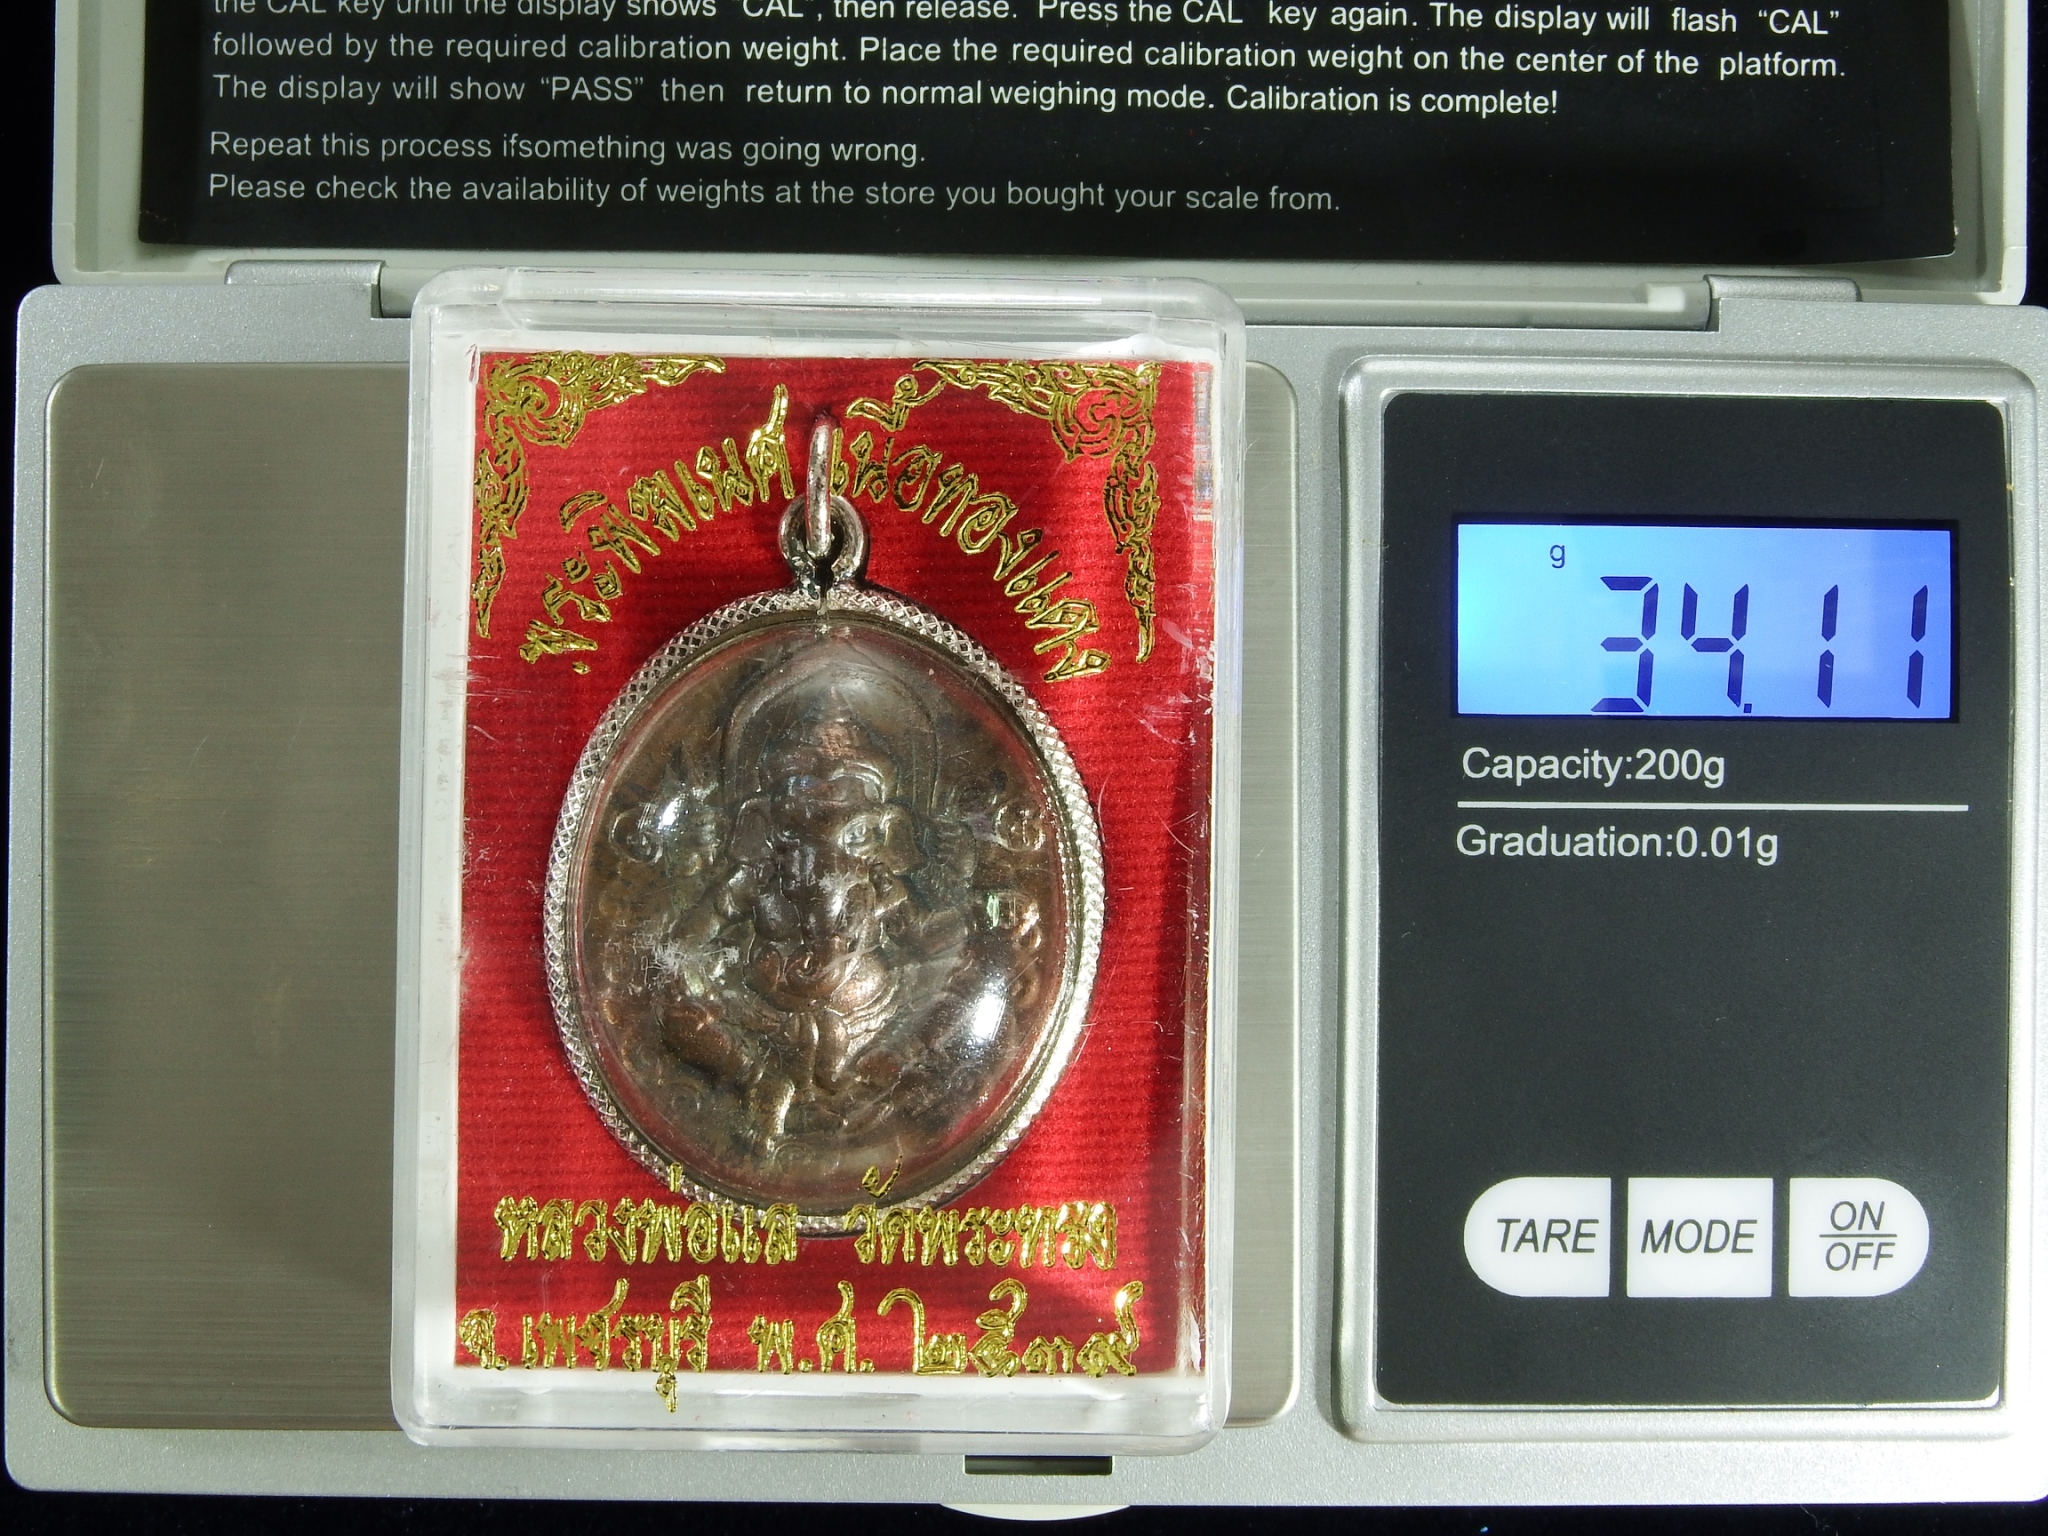 the CAL key until the display shows “CAL”, then release. Press the CAL key again. The display will flash “CAL”
followed by the required calibration weight. Place the required calibration weight on the center of the platform.
The display will show “PASS” then return to normal weighing mode. Calibration is complete!
Repeat this process ifsomething was going wrong.
Please check the availability of weights at the store you bought your scale from.
พระพิฆเนศ เนื้อทองแดง
หลวงพ่อแล วัดพระทรง
จ.เพชรบุรี พ.ศ.๒๕๓๙
g
34.11
Capacity:200g
Graduation:0.01g
TARE MODE ON/OFF